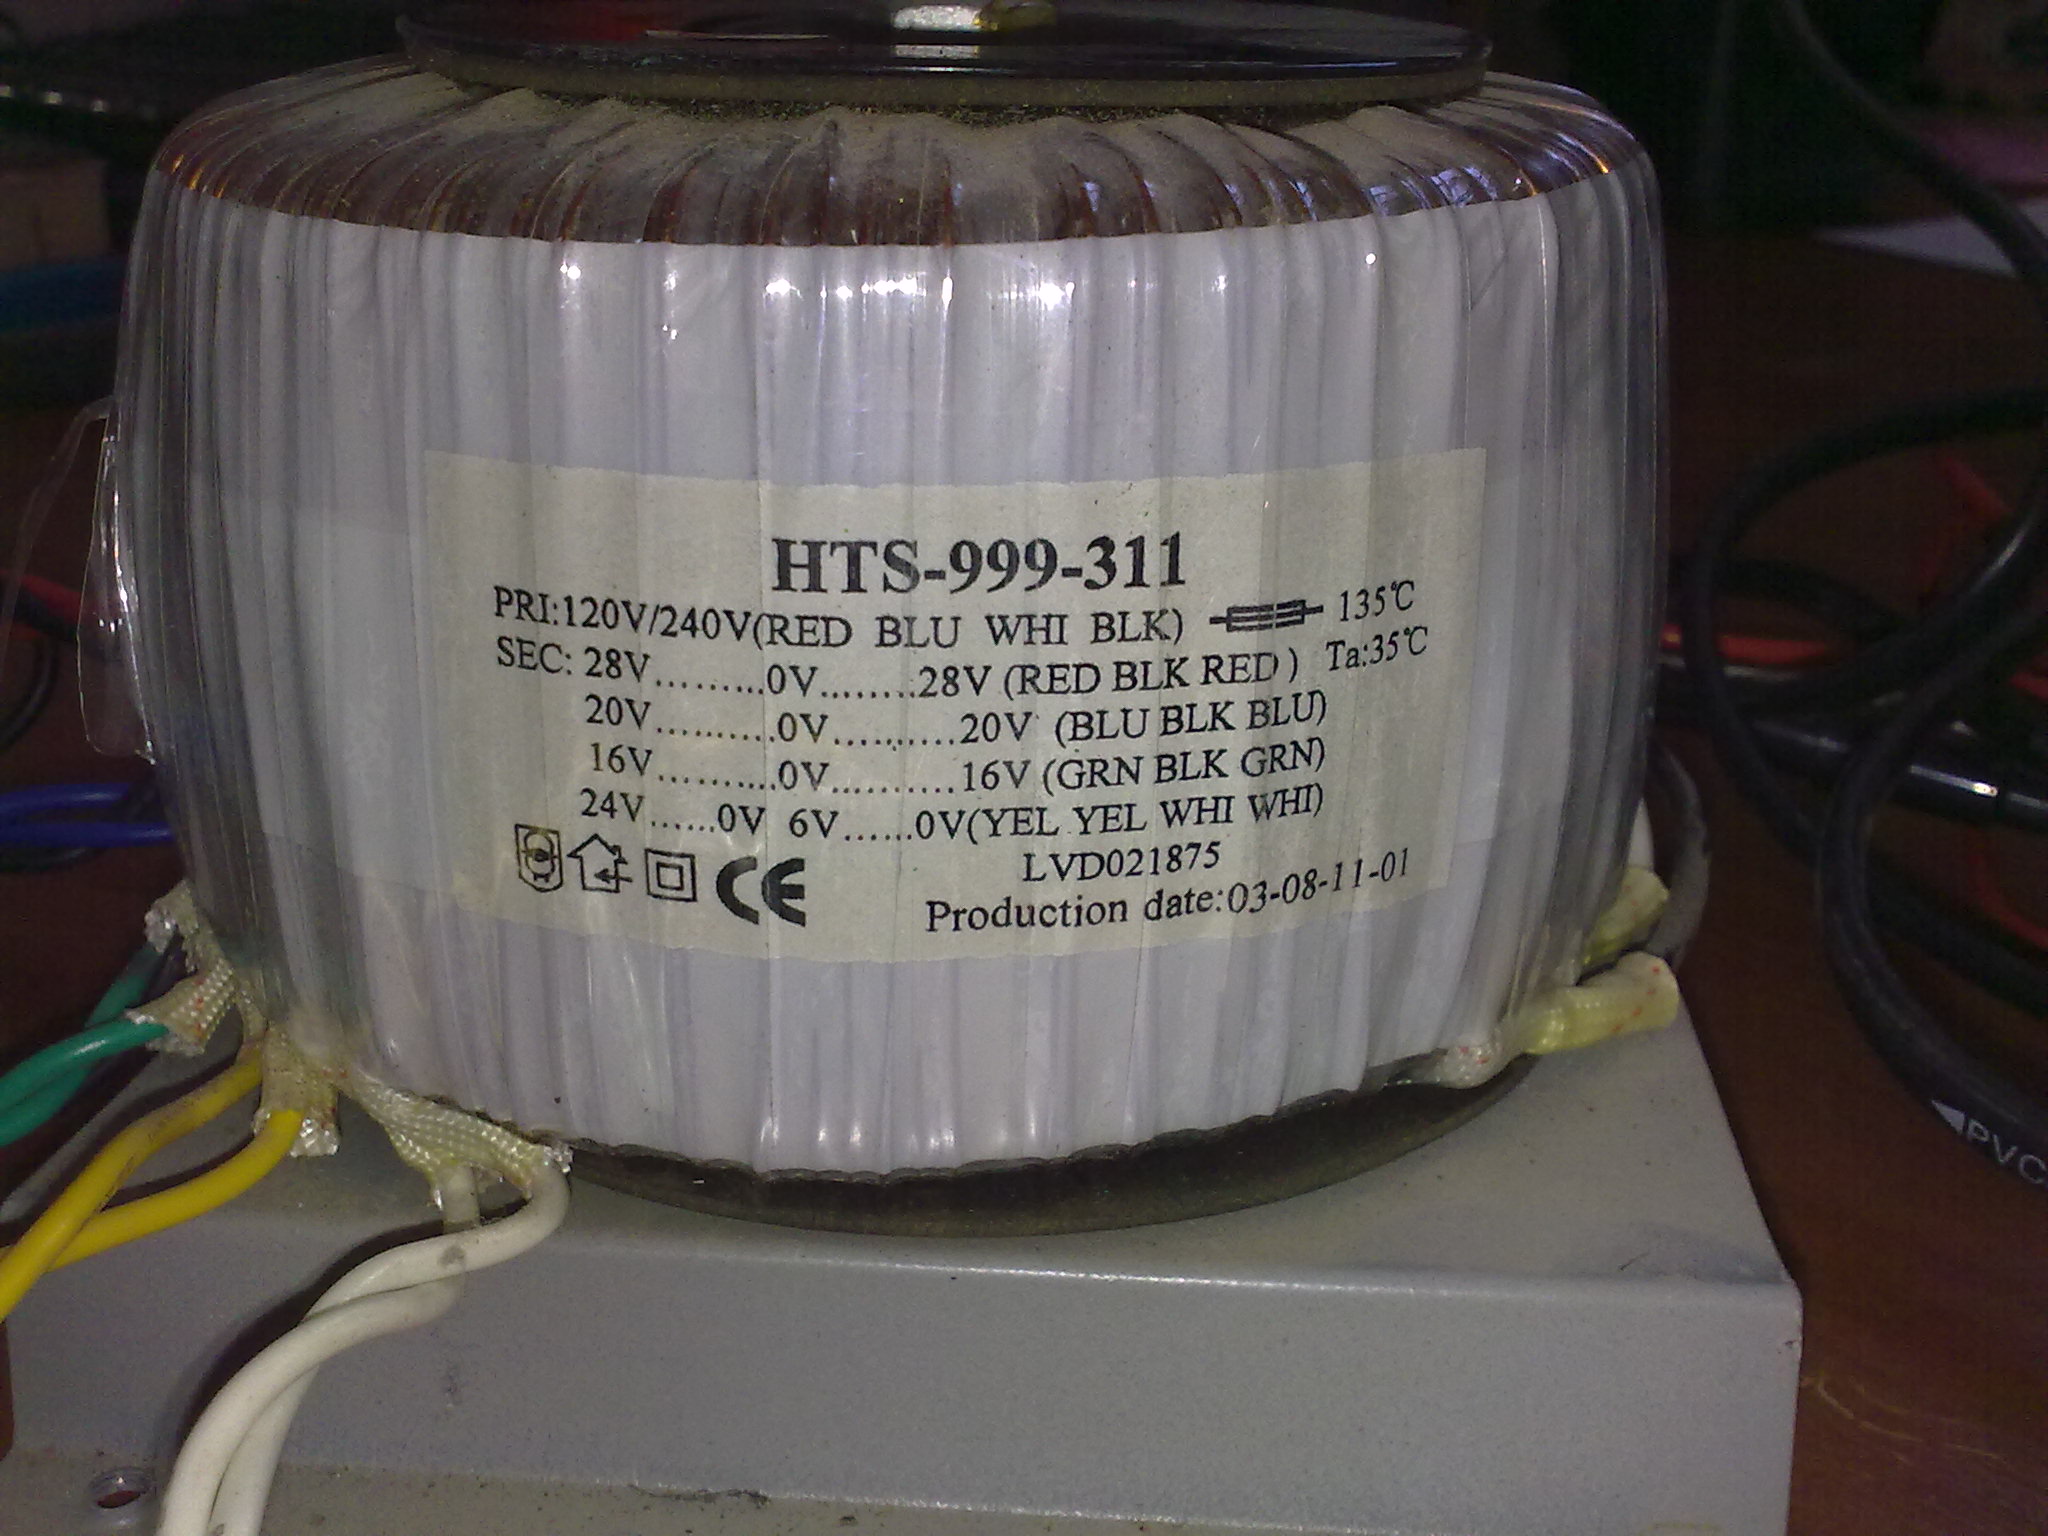 HTS-999-311
PRI:120V/240V(RED BLU WHI BLK) 135℃
SEC: 28V..........0V........28V (RED BLK RED ) Ta:35℃
20V...........0V...........20V (BLU BLK BLU)
16V...........0V...........16V (GRN BLK GRN)
24V......0V 6V......0V(YEL YEL WHI WHI)
CE LVD021875
Production date:03-08-11-01
PVC